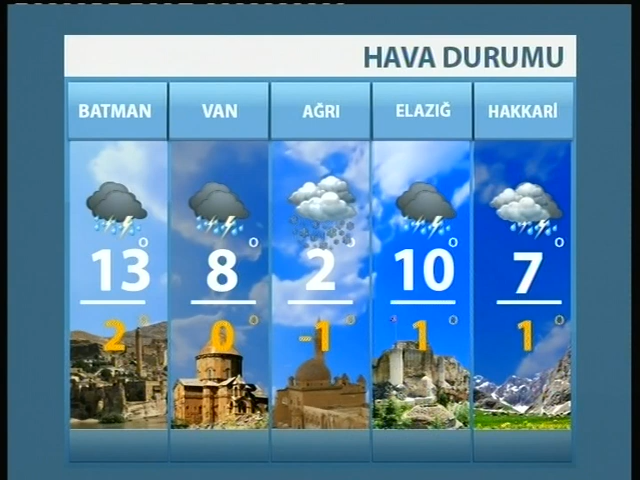 HAVA DURUMU
BATMAN VAN AĞRI ELAZIĞ HAKKARİ
13° 8° 2° 10° 7°
2° 0° -1° 1° 1°